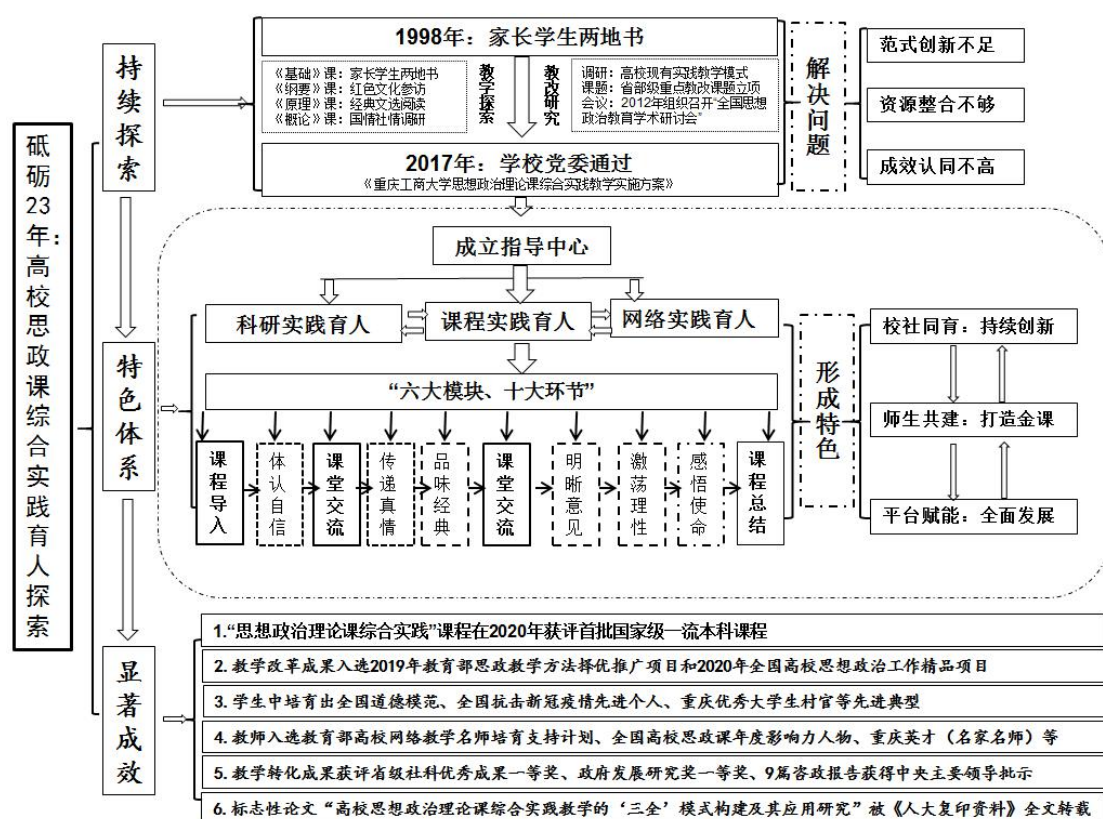 砥砺23年：高校思政课综合实践育人探索
持续探索
1998年：家长学生两地书
《基础》课：家长学生两地书
《纲要》课：红色文化参访
《原理》课：经典文选阅读
《概论》课：国情社情调研
教学探索
教改研究
调研：高校现有实践教学模式
课题：省部级重点教改课题立项
会议：2012年组织召开“全国思想
政治教育学术研讨会”
2017年：学校党委通过
《重庆工商大学思想政治理论课综合实践教学实施方案》
解决问题
范式创新不足
资源整合不够
成效认同不高
特色体系
成立指导中心
科研实践育人
课程实践育人
网络实践育人
“六大模块、十大环节”
课程导入
体认自信
课堂交流
传递真情
品味经典
课堂交流
明晰意见
激荡理性
感悟使命
课程总结
形成特色
校社同育：持续创新
师生共建：打造金课
平台赋能：全面发展
显著成效
1.“思想政治理论课综合实践”课程在2020年获评首批国家级一流本科课程
2. 教学改革成果入选2019年教育部思政教学方法择优推广项目和2020年全国高校思想政治工作精品项目
3. 学生中培育出全国道德模范、全国抗击新冠疫情先进个人、重庆优秀大学生村官等先进典型
4. 教师入选教育部高校网络教学名师培育支持计划、全国高校思政课年度影响力人物、重庆英才（名家名师）等
5. 教学转化成果获评省级社科优秀成果一等奖、政府发展研究奖一等奖、9篇咨政报告获得中央主要领导批示
6. 标志性论文“高校思想政治理论课综合实践教学的‘三全’模式构建及其应用研究”被《人大复印资料》全文转载